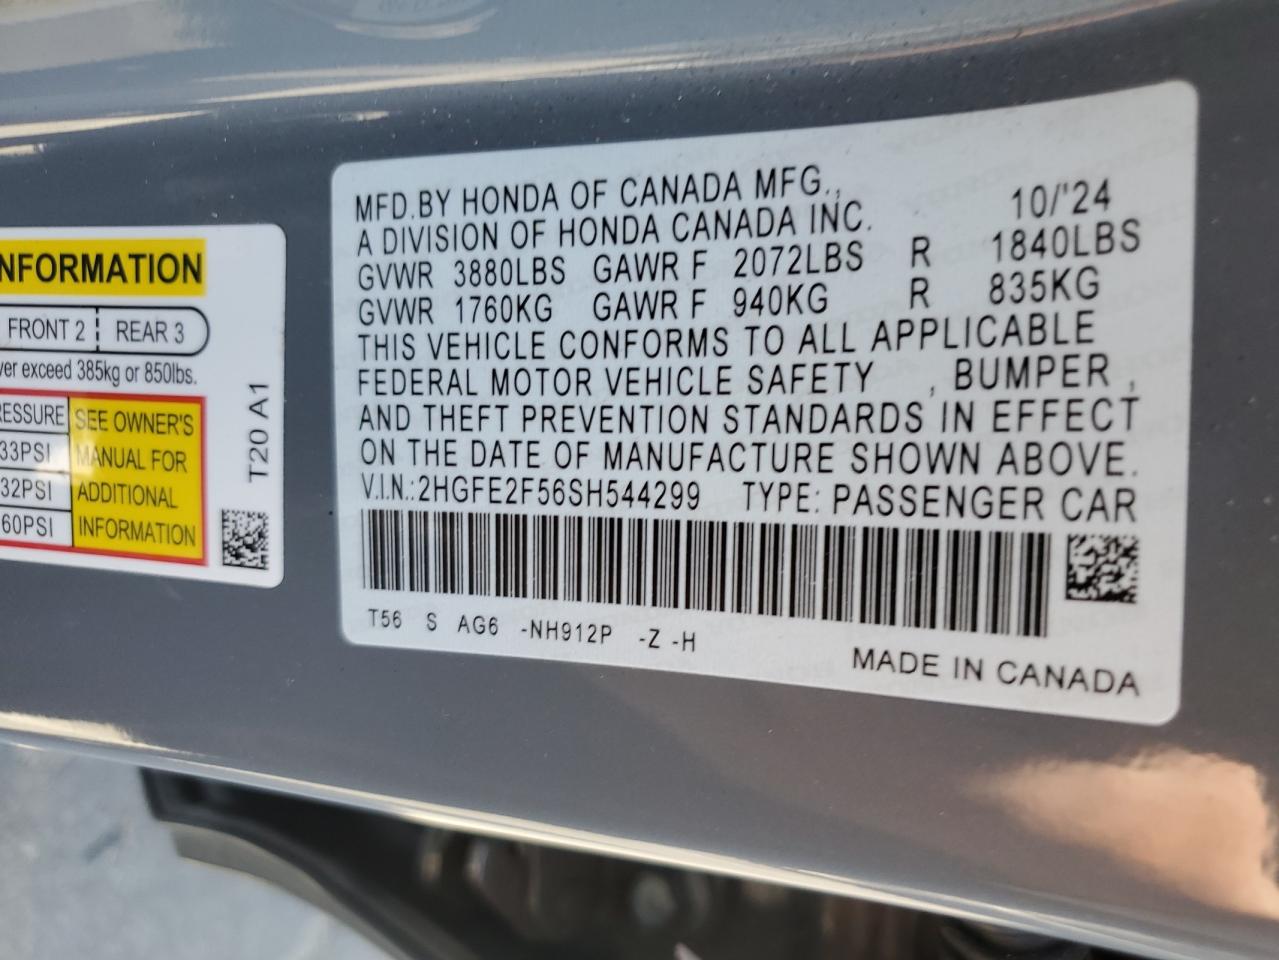 NFORMATION
FRONT 2 REAR 3
ver exceed 385kg or 850lbs.
RESSURE SEE OWNER'S
33PSI MANUAL FOR
32PSI ADDITIONAL
60PSI INFORMATION
T20 A1
MFD.BY HONDA OF CANADA MFG., 10/'24
A DIVISION OF HONDA CANADA INC.
GVWR 3880LBS GAWR F 2072LBS R 1840LBS
GVWR 1760KG GAWR F 940KG R 835KG
THIS VEHICLE CONFORMS TO ALL APPLICABLE
FEDERAL MOTOR VEHICLE SAFETY , BUMPER ,
AND THEFT PREVENTION STANDARDS IN EFFECT
ON THE DATE OF MANUFACTURE SHOWN ABOVE.
V.I.N.:2HGFE2F56SH544299 TYPE: PASSENGER CAR
T56 S AG6 -NH912P -Z -H
MADE IN CANADA